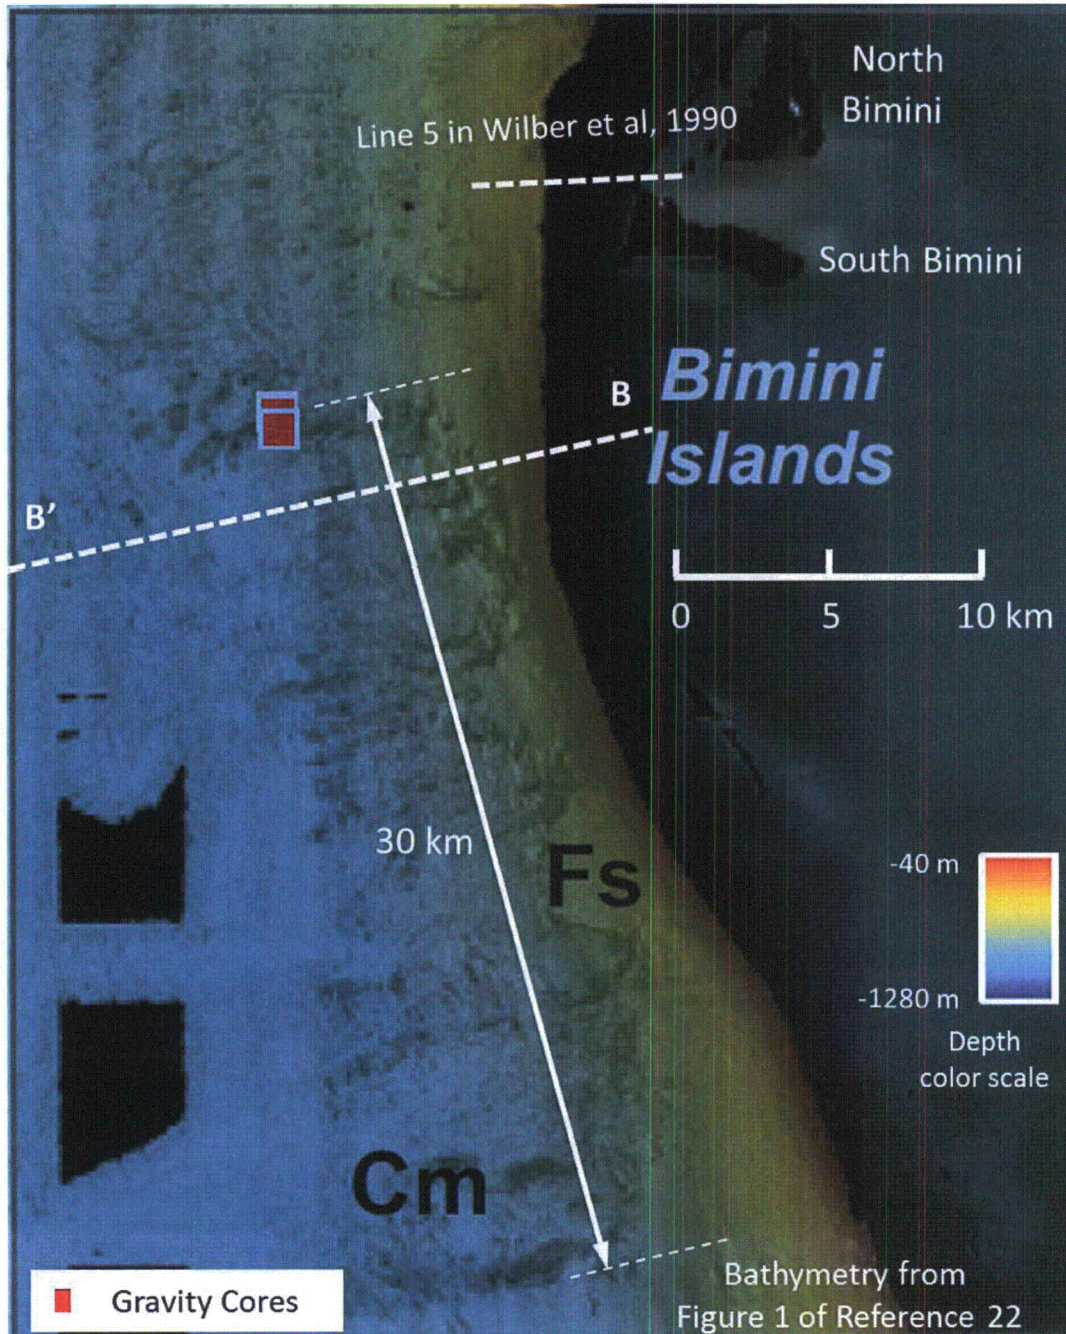 North
Bimini
Line 5 in Wilber et al, 1990
South Bimini
Bimini
Islands
B
B’
0 5 10 km
30 km
Fs
-40 m
-1280 m
Depth
color scale
Cm
Bathymetry from
Figure 1 of Reference 22
Gravity Cores